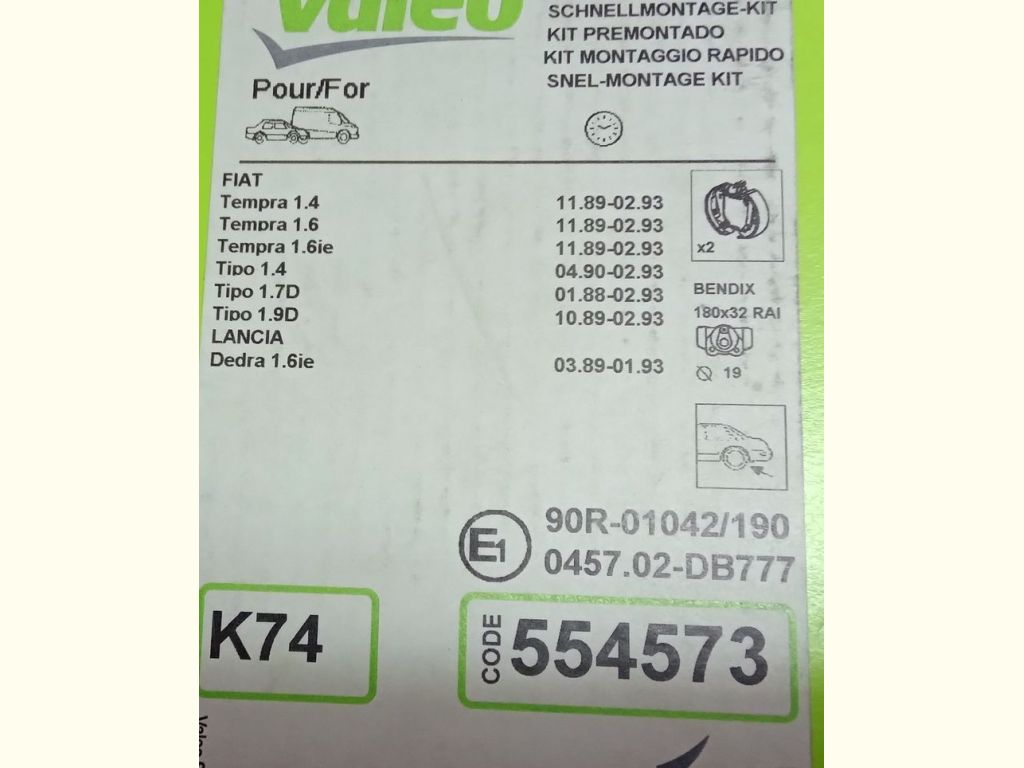 Valeo
SCHNELLMONTAGE-KIT
KIT PREMONTADO
KIT MONTAGGIO RAPIDO
SNEL-MONTAGE KIT
Pour/For
FIAT
Tempra 1.4 11.89-02.93
Tempra 1.6 11.89-02.93
Tempra 1.6ie 11.89-02.93
Tipo 1.4 04.90-02.93
Tipo 1.7D 01.88-02.93
Tipo 1.9D 10.89-02.93
LANCIA
Dedra 1.6ie 03.89-01.93
x2
BENDIX
180x32 RAI
19
E1
90R-01042/190
0457.02-DB777
K74
CODE 554573
Valeo